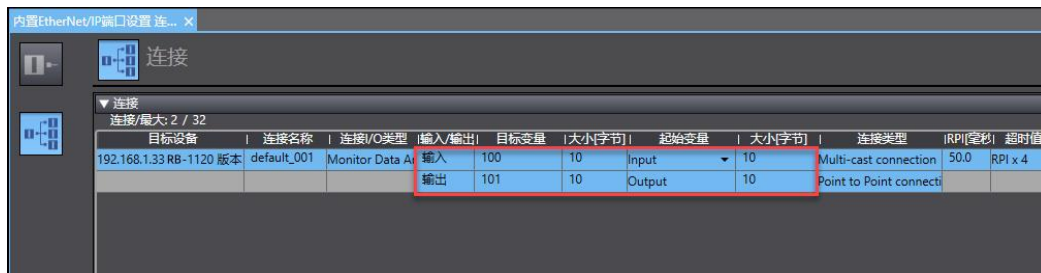 内置EtherNet/IP端口设置 连... ×
连接
▼ 连接
连接/最大: 2 / 32
目标设备 | 连接名称 | 连接I/O类型 |输入/输出| 目标变量 |大小[字节]| 起始变量 | 大小[字节] | 连接类型 |RPI[毫秒]| 超时值
192.168.1.33 RB-1120 版本 default_001 Monitor Data Ar 输入 100 10 Input 10 Multi-cast connection 50.0 RPI x 4
输出 101 10 Output 10 Point to Point connecti